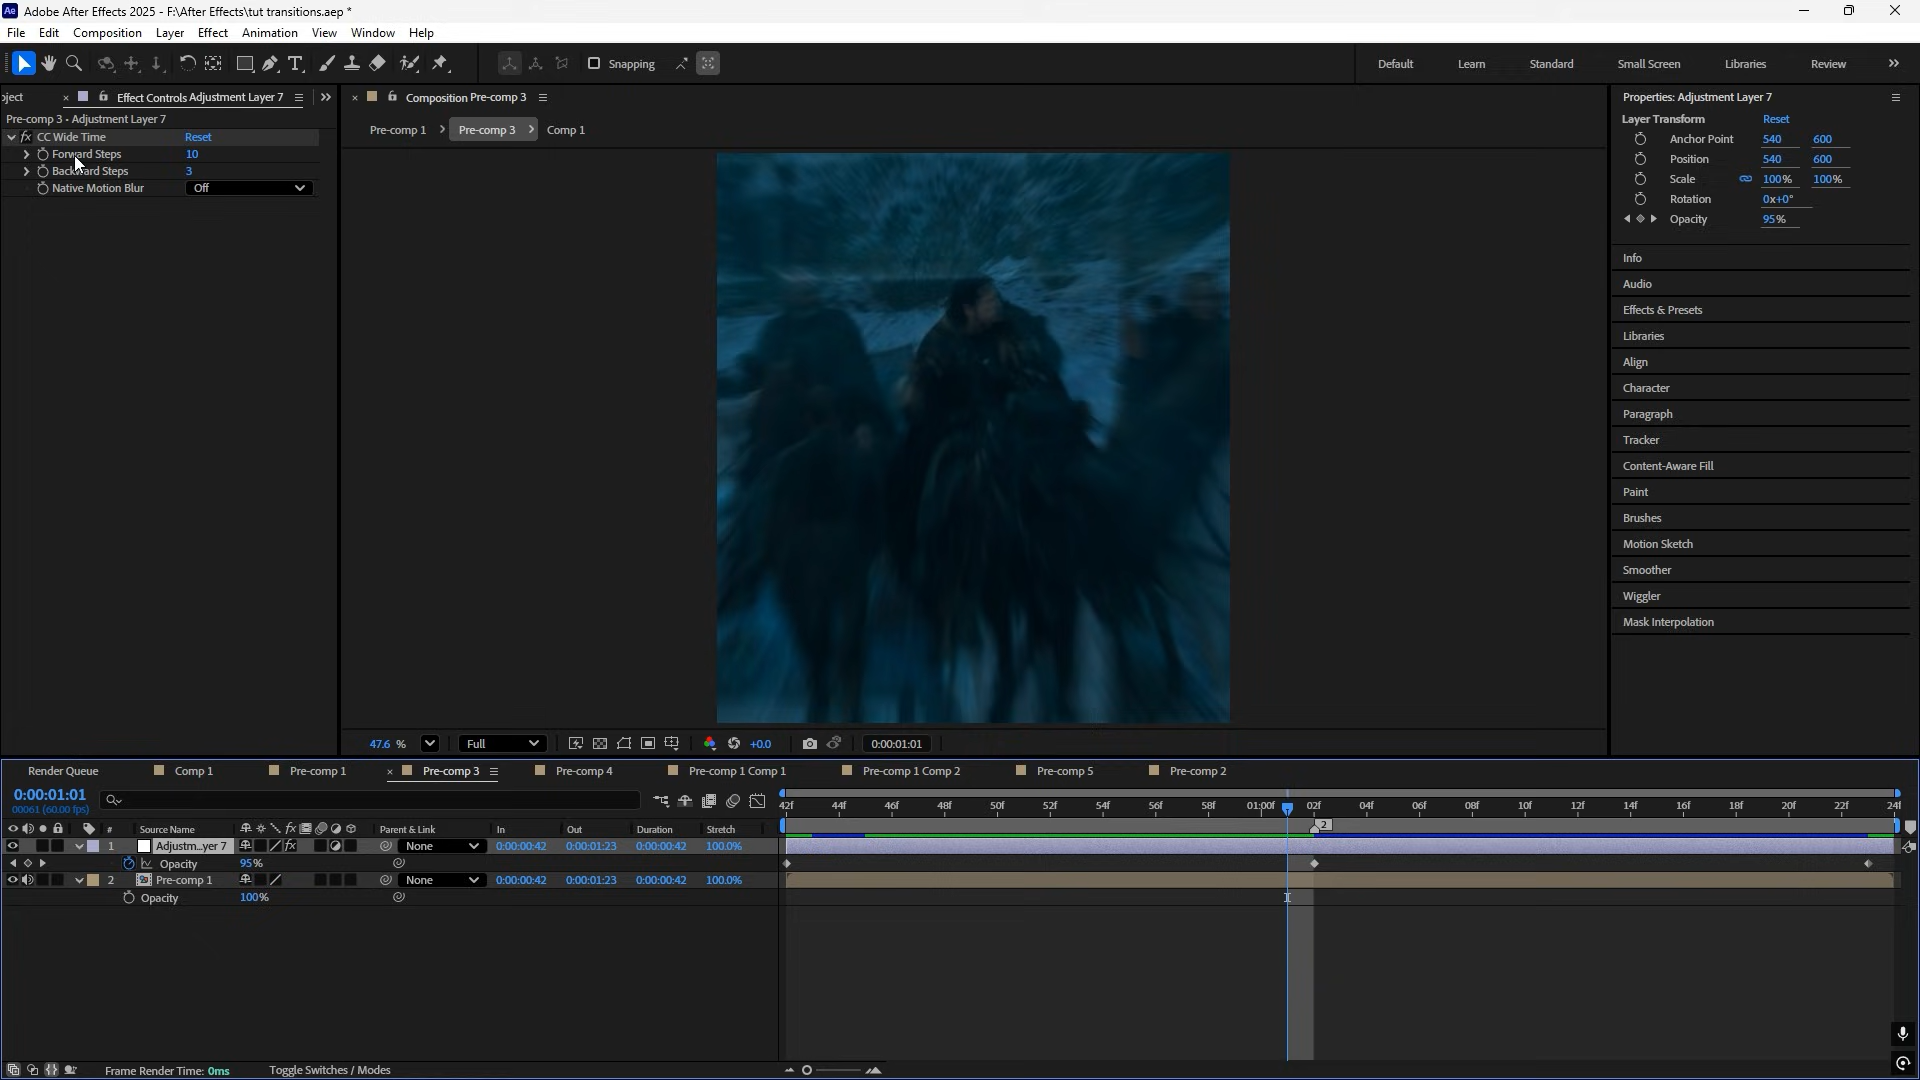 Ae Adobe After Effects 2025 - F:\After Effects\tut transitions.aep *
File Edit Composition Layer Effect Animation View Window Help
Snapping Default Learn Standard Small Screen Libraries Review
oject Effect Controls Adjustment Layer 7
Pre-comp 3 • Adjustment Layer 7
fx CC Wide Time Reset
Forward Steps 10
Backward Steps 3
Native Motion Blur Off
Composition Pre-comp 3
Pre-comp 1 Pre-comp 3 Comp 1
47.6 % Full +0.0 0:00:01:01
Properties: Adjustment Layer 7
Layer Transform Reset
Anchor Point 540 600
Position 540 600
Scale 100% 100%
Rotation 0x+0°
Opacity 95%
Info
Audio
Effects & Presets
Libraries
Align
Character
Paragraph
Tracker
Content-Aware Fill
Paint
Brushes
Motion Sketch
Smoother
Wiggler
Mask Interpolation
Render Queue Comp 1 Pre-comp 1 Pre-comp 3 Pre-comp 4 Pre-comp 1 Comp 1 Pre-comp 1 Comp 2 Pre-comp 5 Pre-comp 2
0:00:01:01
00061 (60.00 fps)
42f 44f 46f 48f 50f 52f 54f 56f 58f 01:00f 02f 04f 06f 08f 10f 12f 14f 16f 18f 20f 22f 24f
2
# Source Name fx Parent & Link In Out Duration Stretch
1 Adjustm...yer 7 fx None 0:00:00:42 0:00:01:23 0:00:00:42 100.0%
Opacity 95%
2 Pre-comp 1 None 0:00:00:42 0:00:01:23 0:00:00:42 100.0%
Opacity 100%
Frame Render Time: 0ms Toggle Switches / Modes